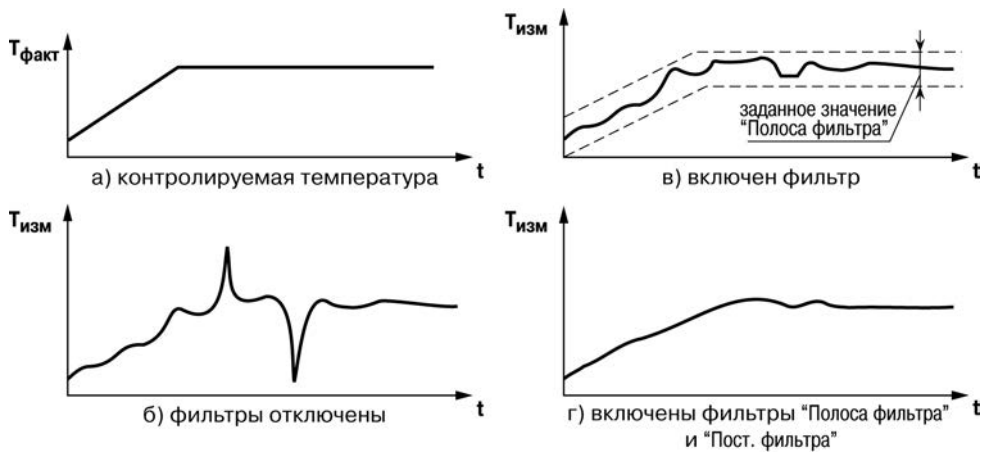 Tфакт
t
а) контролируемая температура
Tизм
заданное значение
“Полоса фильтра”
t
в) включен фильтр
Tизм
t
б) фильтры отключены
Tизм
t
г) включены фильтры “Полоса фильтра”
и “Пост. фильтра”